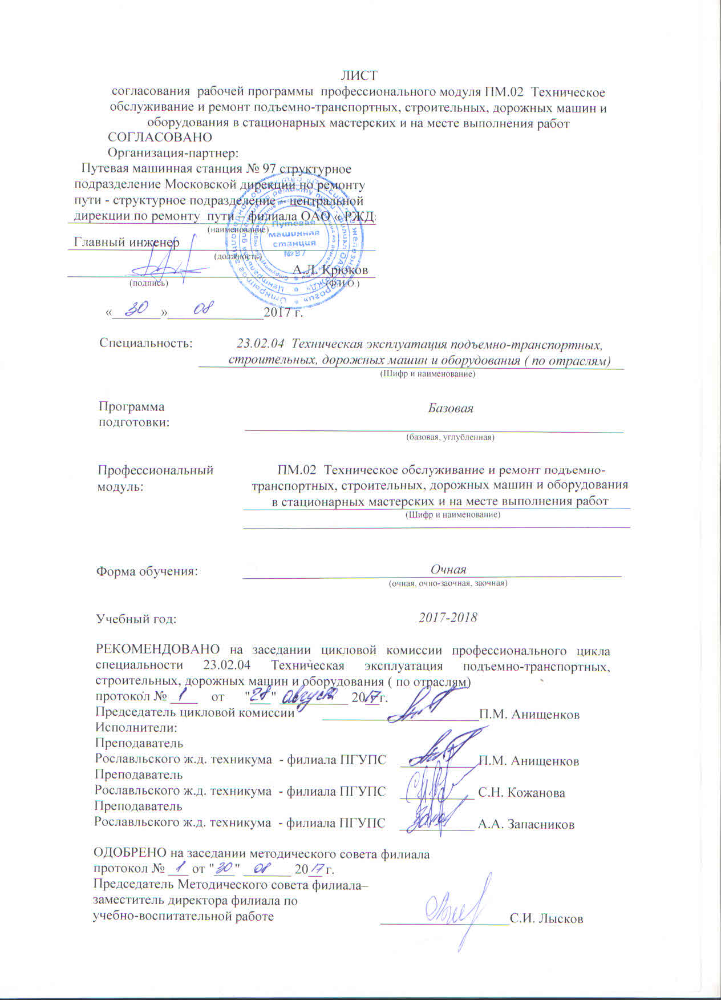 ЛИСТ
согласования рабочей программы профессионального модуля ПМ.02 Техническое
обслуживание и ремонт подъемно-транспортных, строительных, дорожных машин и
оборудования в стационарных мастерских и на месте выполнения работ
СОГЛАСОВАНО
Организация-партнер:
Путевая машинная станция № 97 структурное
подразделение Московской дирекции по ремонту
пути - структурное подразделение – центральной
дирекции по ремонту пути – филиала ОАО « РЖД»
(наименование)
Главный инженер
(должность)
А.Л. Крюков
(подпись) (Ф.И.О.)
Путевая
машинная
станция
№97
« 30 » 08 2017 г.
Специальность: 23.02.04 Техническая эксплуатация подъемно-транспортных,
строительных, дорожных машин и оборудования ( по отраслям)
(Шифр и наименование)
Программа Базовая
подготовки:
(базовая, углубленная)
Профессиональный ПМ.02 Техническое обслуживание и ремонт подъемно-
модуль: транспортных, строительных, дорожных машин и оборудования
в стационарных мастерских и на месте выполнения работ
(Шифр и наименование)
Форма обучения: Очная
(очная, очно-заочная, заочная)
Учебный год: 2017-2018
РЕКОМЕНДОВАНО на заседании цикловой комиссии профессионального цикла
специальности 23.02.04 Техническая эксплуатация подъемно-транспортных,
строительных, дорожных машин и оборудования ( по отраслям)
протокол № 1 от "28" августа 2017г.
Председатель цикловой комиссии П.М. Анищенков
Исполнители:
Преподаватель
Рославльского ж.д. техникума - филиала ПГУПС П.М. Анищенков
Преподаватель
Рославльского ж.д. техникума - филиала ПГУПС С.Н. Кожанова
Преподаватель
Рославльского ж.д. техникума - филиала ПГУПС А.А. Запасников
ОДОБРЕНО на заседании методического совета филиала
протокол № 1 от "30" 08 2017 г.
Председатель Методического совета филиала–
заместитель директора филиала по
учебно-воспитательной работе С.И. Лысков